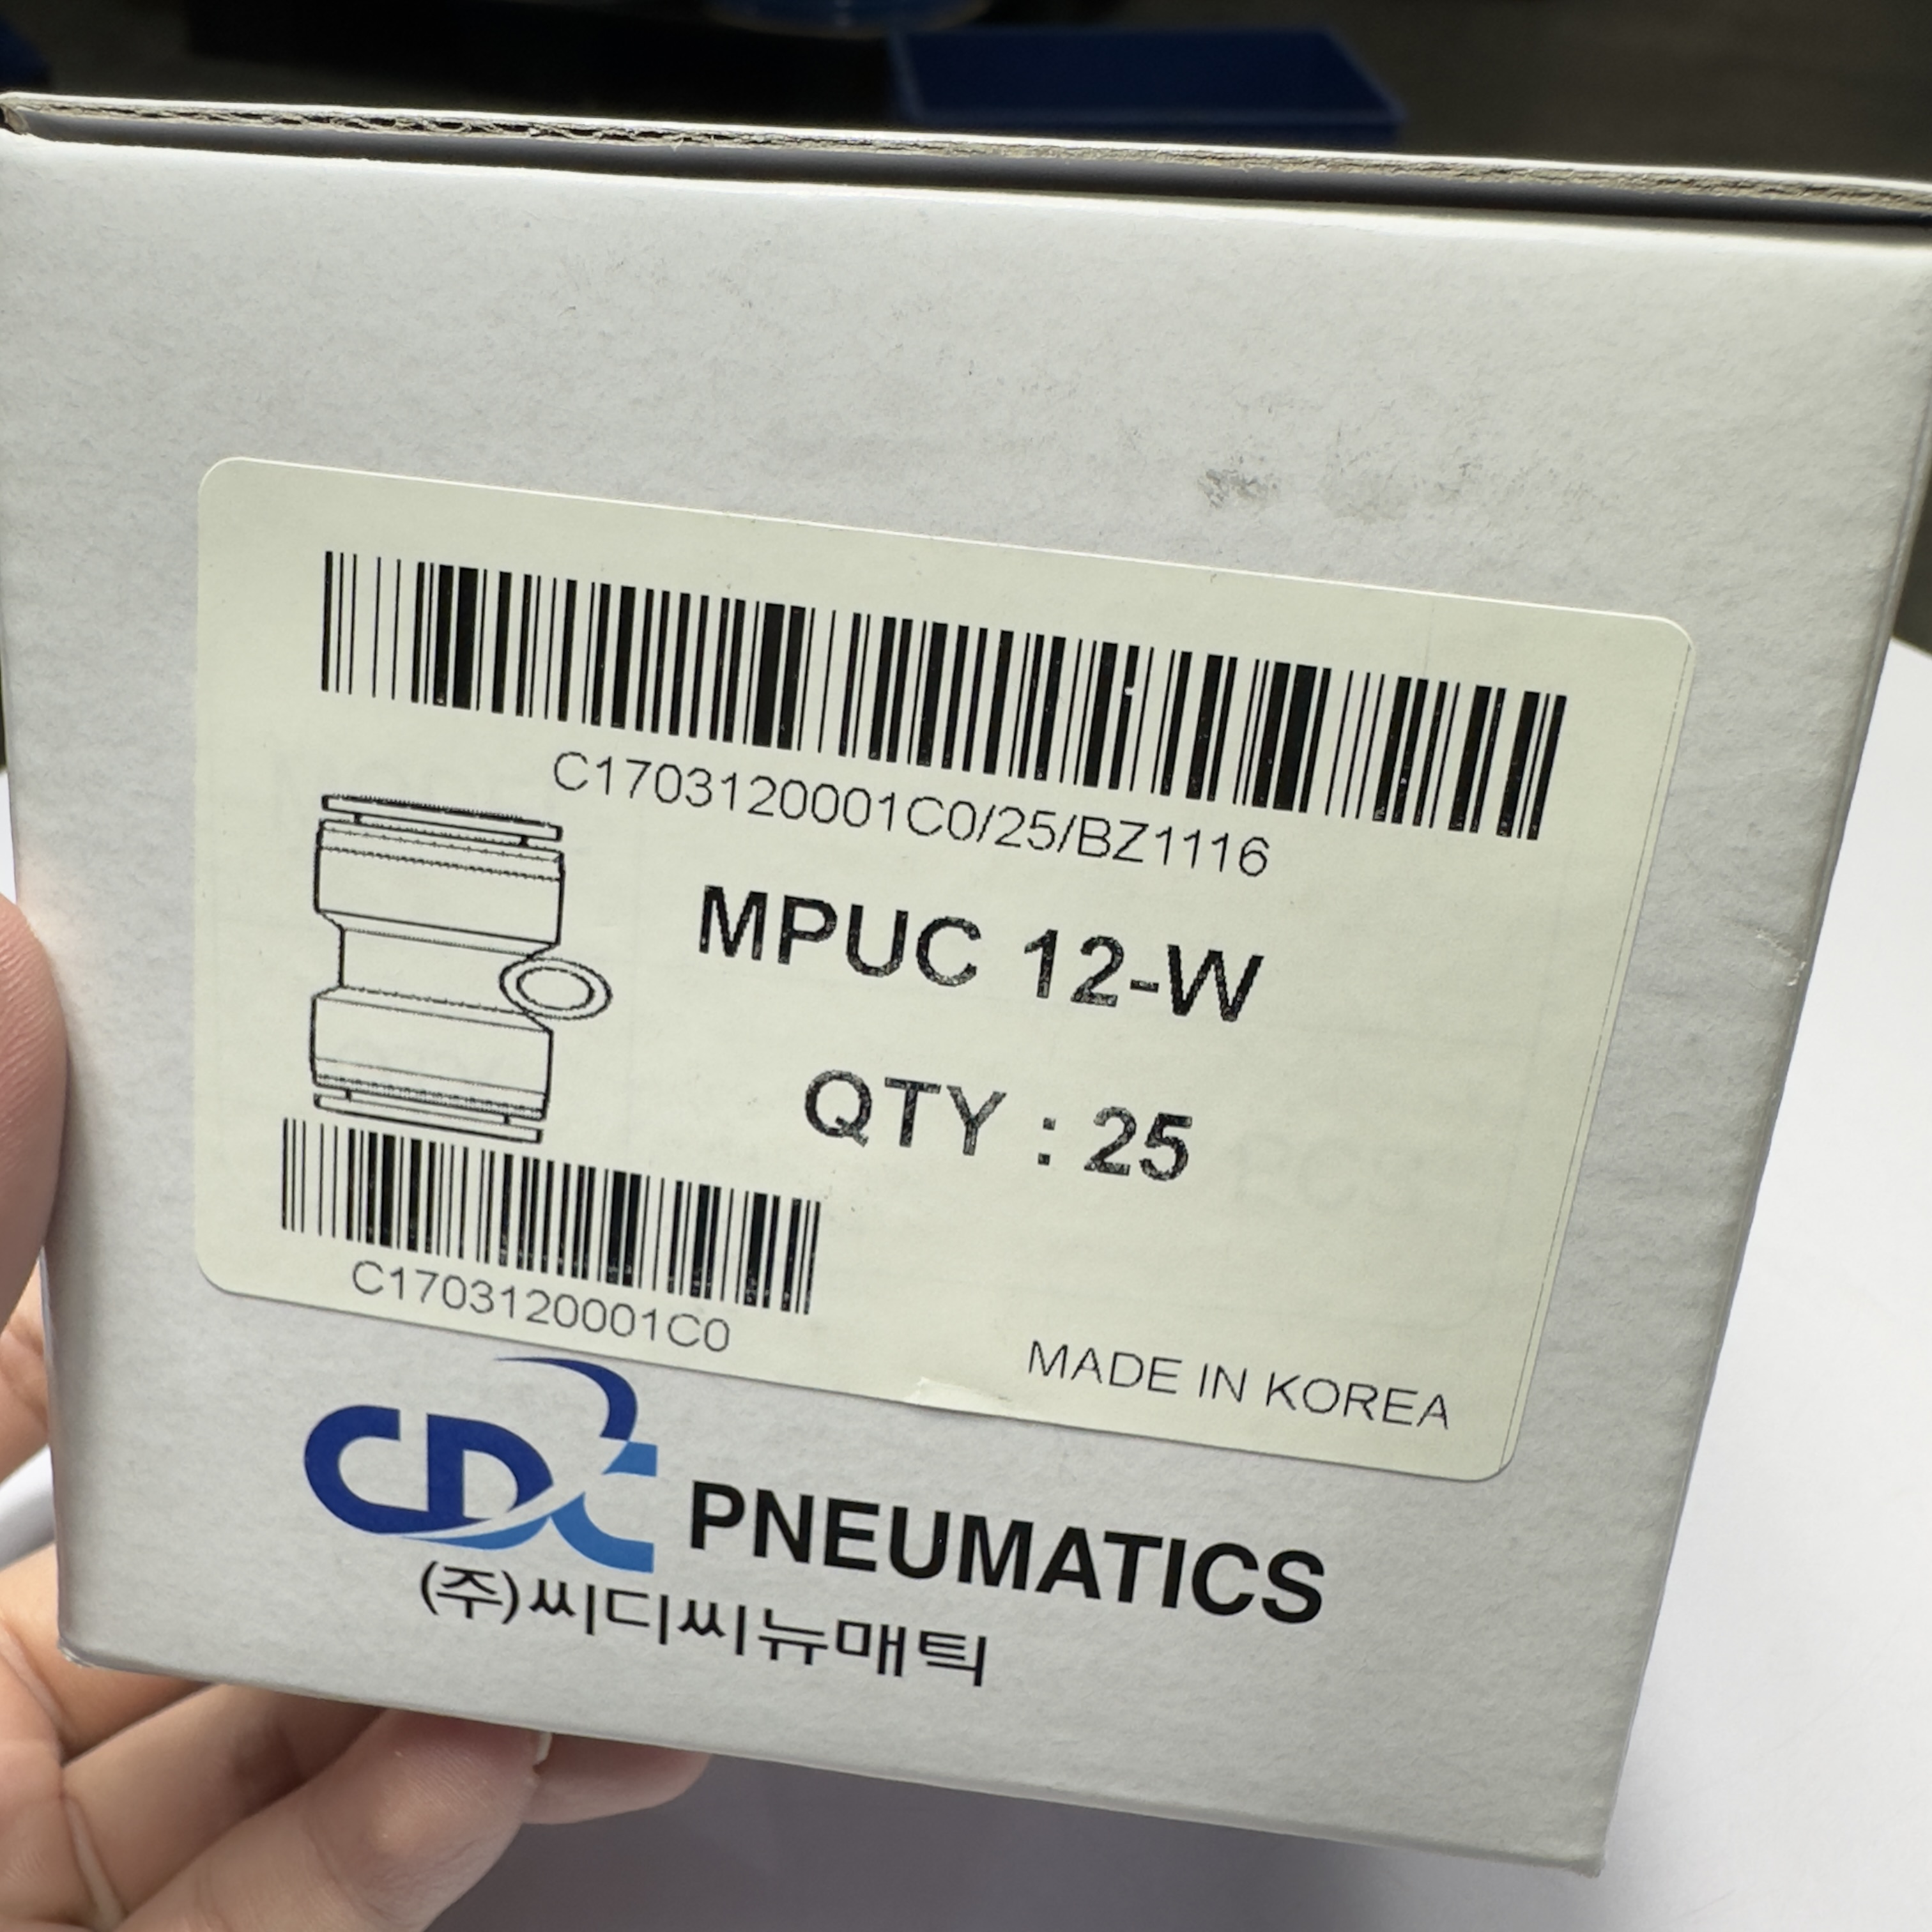 C1703120001C0/25/BZ1116
MPUC 12-W
QTY : 25
C1703120001C0
MADE IN KOREA
CDC PNEUMATICS
(주)씨디씨뉴매틱